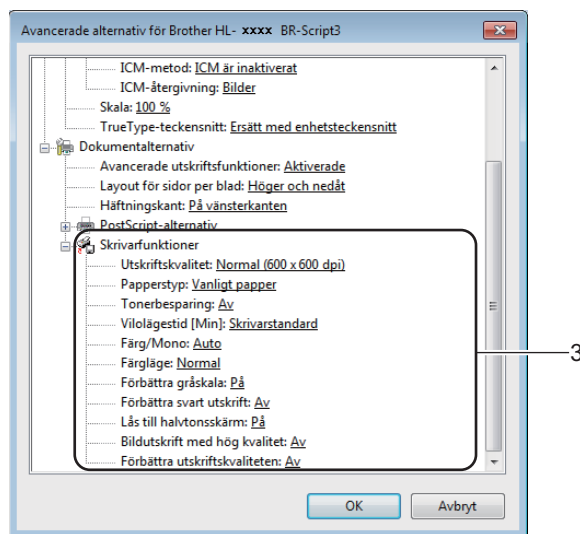 Avancerade alternativ för Brother HL- xxxx BR-Script3
ICM-metod: ICM är inaktiverat
ICM-återgivning: Bilder
Skala: 100 %
TrueType-teckensnitt: Ersätt med enhetsteckensnitt
Dokumentalternativ
Avancerade utskriftsfunktioner: Aktiverade
Layout för sidor per blad: Höger och nedåt
Häftningskant: På vänsterkanten
PostScript-alternativ
Skrivarfunktioner
Utskriftskvalitet: Normal (600 x 600 dpi)
Papperstyp: Vanligt papper
Tonerbesparing: Av
Vilolägestid [Min]: Skrivarstandard
Färg/Mono: Auto
Färgläge: Normal
Förbättra gråskala: På
Förbättra svart utskrift: Av
Lås till halvtonsskärm: På
Bildutskrift med hög kvalitet: Av
Förbättra utskriftskvaliteten: Av
3
OK Avbryt